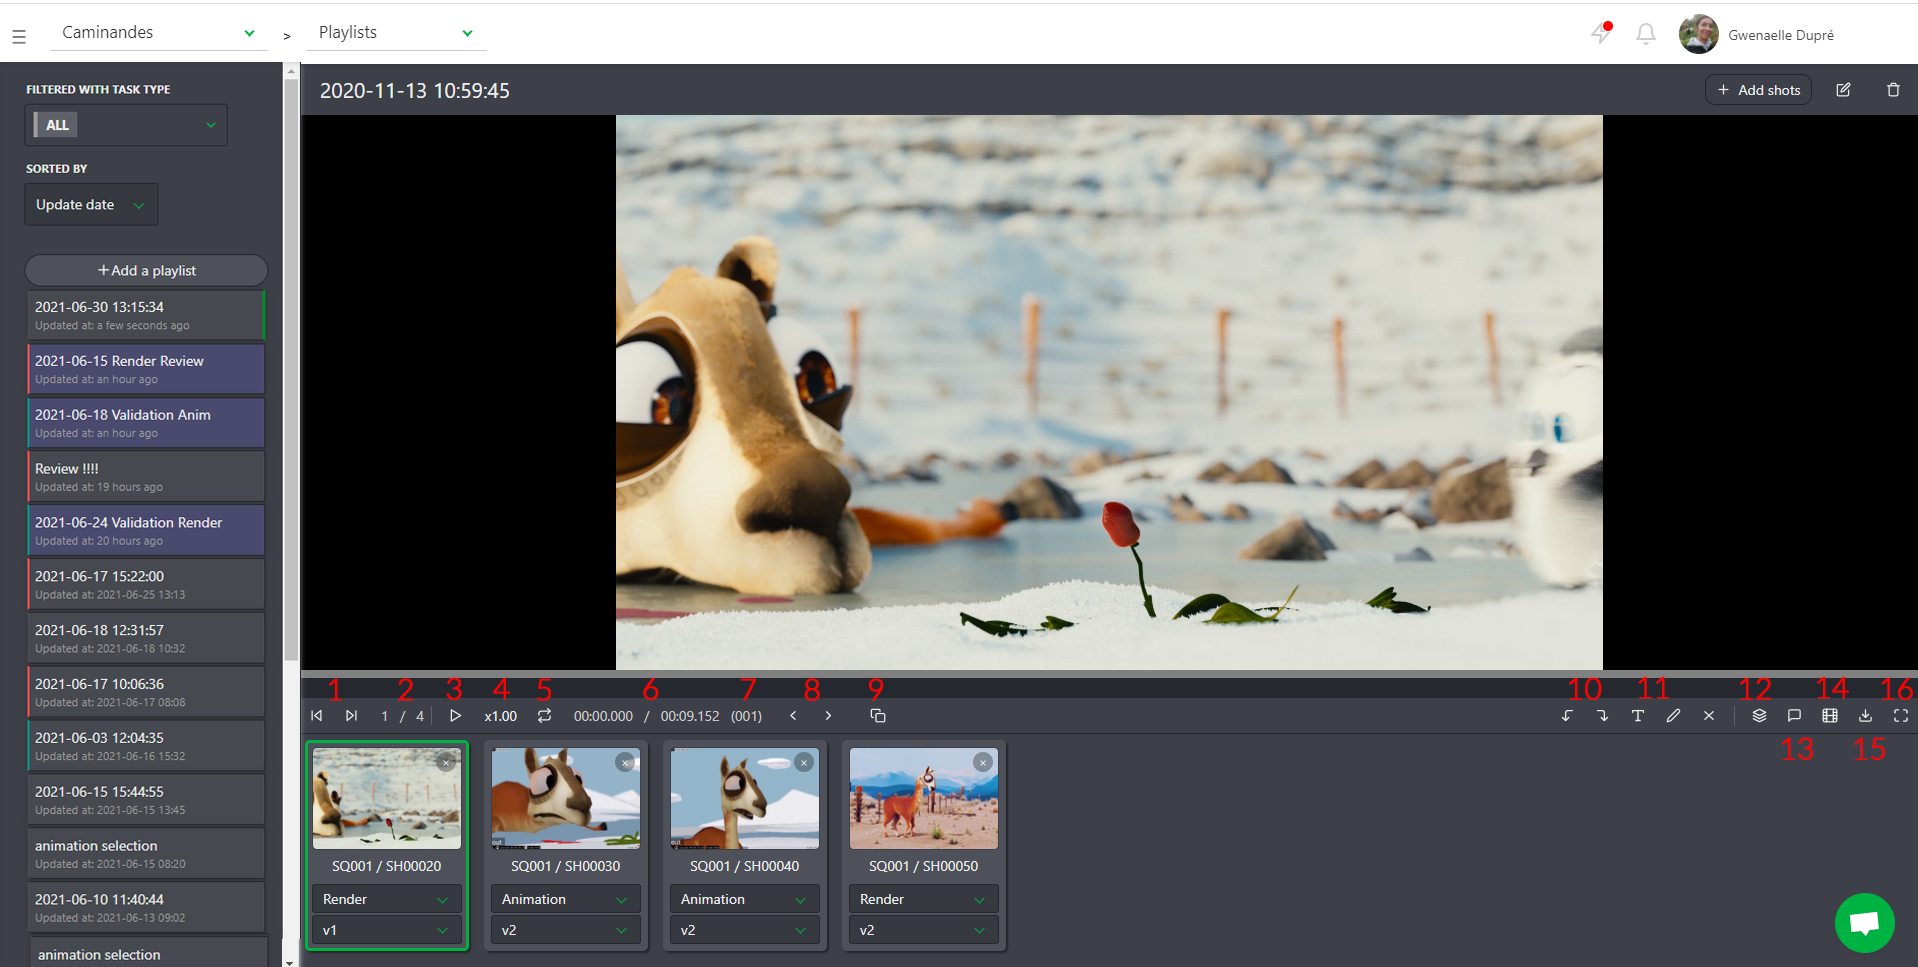 Caminandes > Playlists Gwenaelle Dupré
FILTERED WITH TASK TYPE
ALL
SORTED BY
Update date
+ Add a playlist
2021-06-30 13:15:34
Updated at: a few seconds ago
2021-06-15 Render Review
Updated at: an hour ago
2021-06-18 Validation Anim
Updated at: an hour ago
Review !!!!
Updated at: 19 hours ago
2021-06-24 Validation Render
Updated at: 20 hours ago
2021-06-17 15:22:00
Updated at: 2021-06-25 13:13
2021-06-18 12:31:57
Updated at: 2021-06-18 10:32
2021-06-17 10:06:36
Updated at: 2021-06-17 08:08
2021-06-03 12:04:35
Updated at: 2021-06-16 15:32
2021-06-15 15:44:55
Updated at: 2021-06-15 13:45
animation selection
Updated at: 2021-06-15 08:20
2021-06-10 11:40:44
Updated at: 2021-06-13 09:02
animation selection
2020-11-13 10:59:45
+ Add shots
1 2 3 4 5 6 7 8 9 10 11 12 14 16
1 / 4 x1.00 00:00.000 / 00:09.152 (001)
13 15
SQ001 / SH00020
Render
v1
SQ001 / SH00030
Animation
v2
SQ001 / SH00040
Animation
v2
SQ001 / SH00050
Render
v2